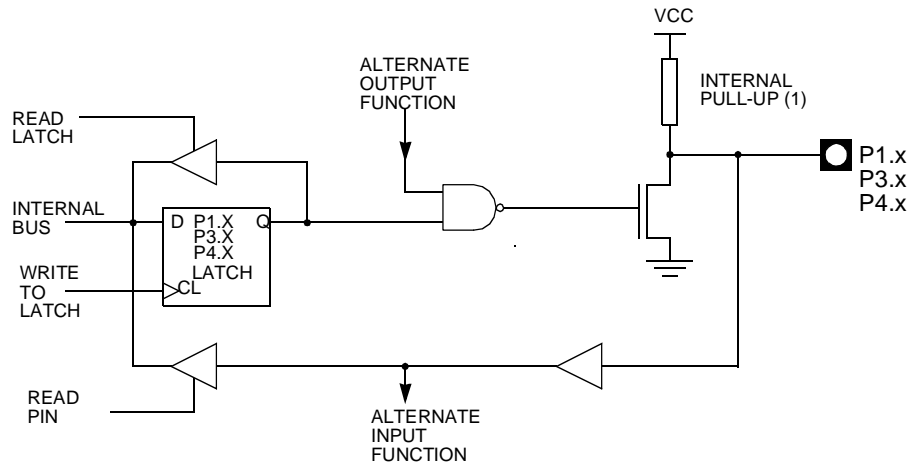 VCC
ALTERNATE
OUTPUT
FUNCTION
INTERNAL
PULL-UP (1)
READ
LATCH
P1.x
P3.x
P4.x
INTERNAL
BUS
D P1.X Q
P3.X
P4.X
LATCH
CL
WRITE
TO
LATCH
READ
PIN
ALTERNATE
INPUT
FUNCTION